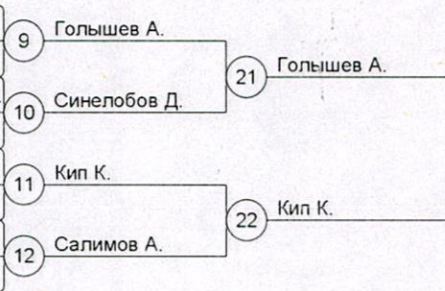 9 Голышев А.
21 Голышев А.
10 Синелобов Д.
11 Кип К.
22 Кип К.
12 Салимов А.